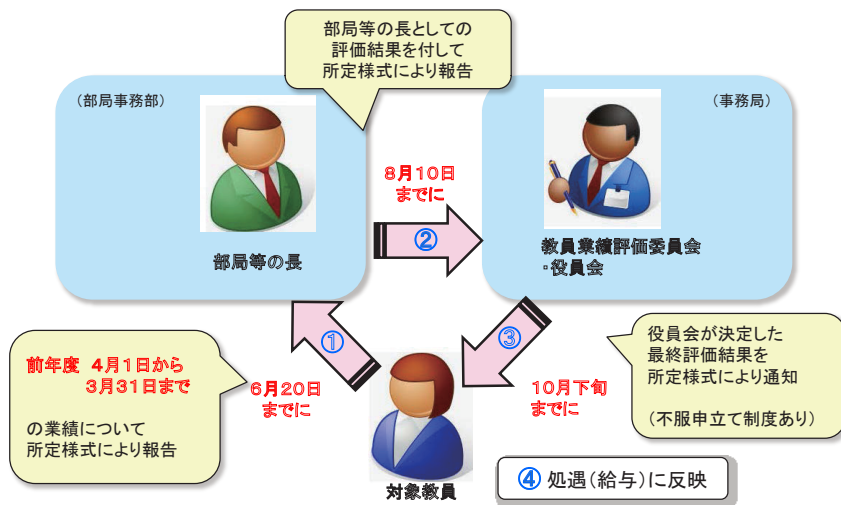 部局等の長としての
評価結果を付して
所定様式により報告
（部局事務部）
（事務局）
8月10日
までに
②
部局等の長
教員業績評価委員会
・役員会
①
③
前年度 4月1日から
3月31日まで
の業績について
所定様式により報告
6月20日
までに
10月下旬
までに
役員会が決定した
最終評価結果を
所定様式により通知
（不服申立て制度あり）
対象教員
④ 処遇（給与）に反映